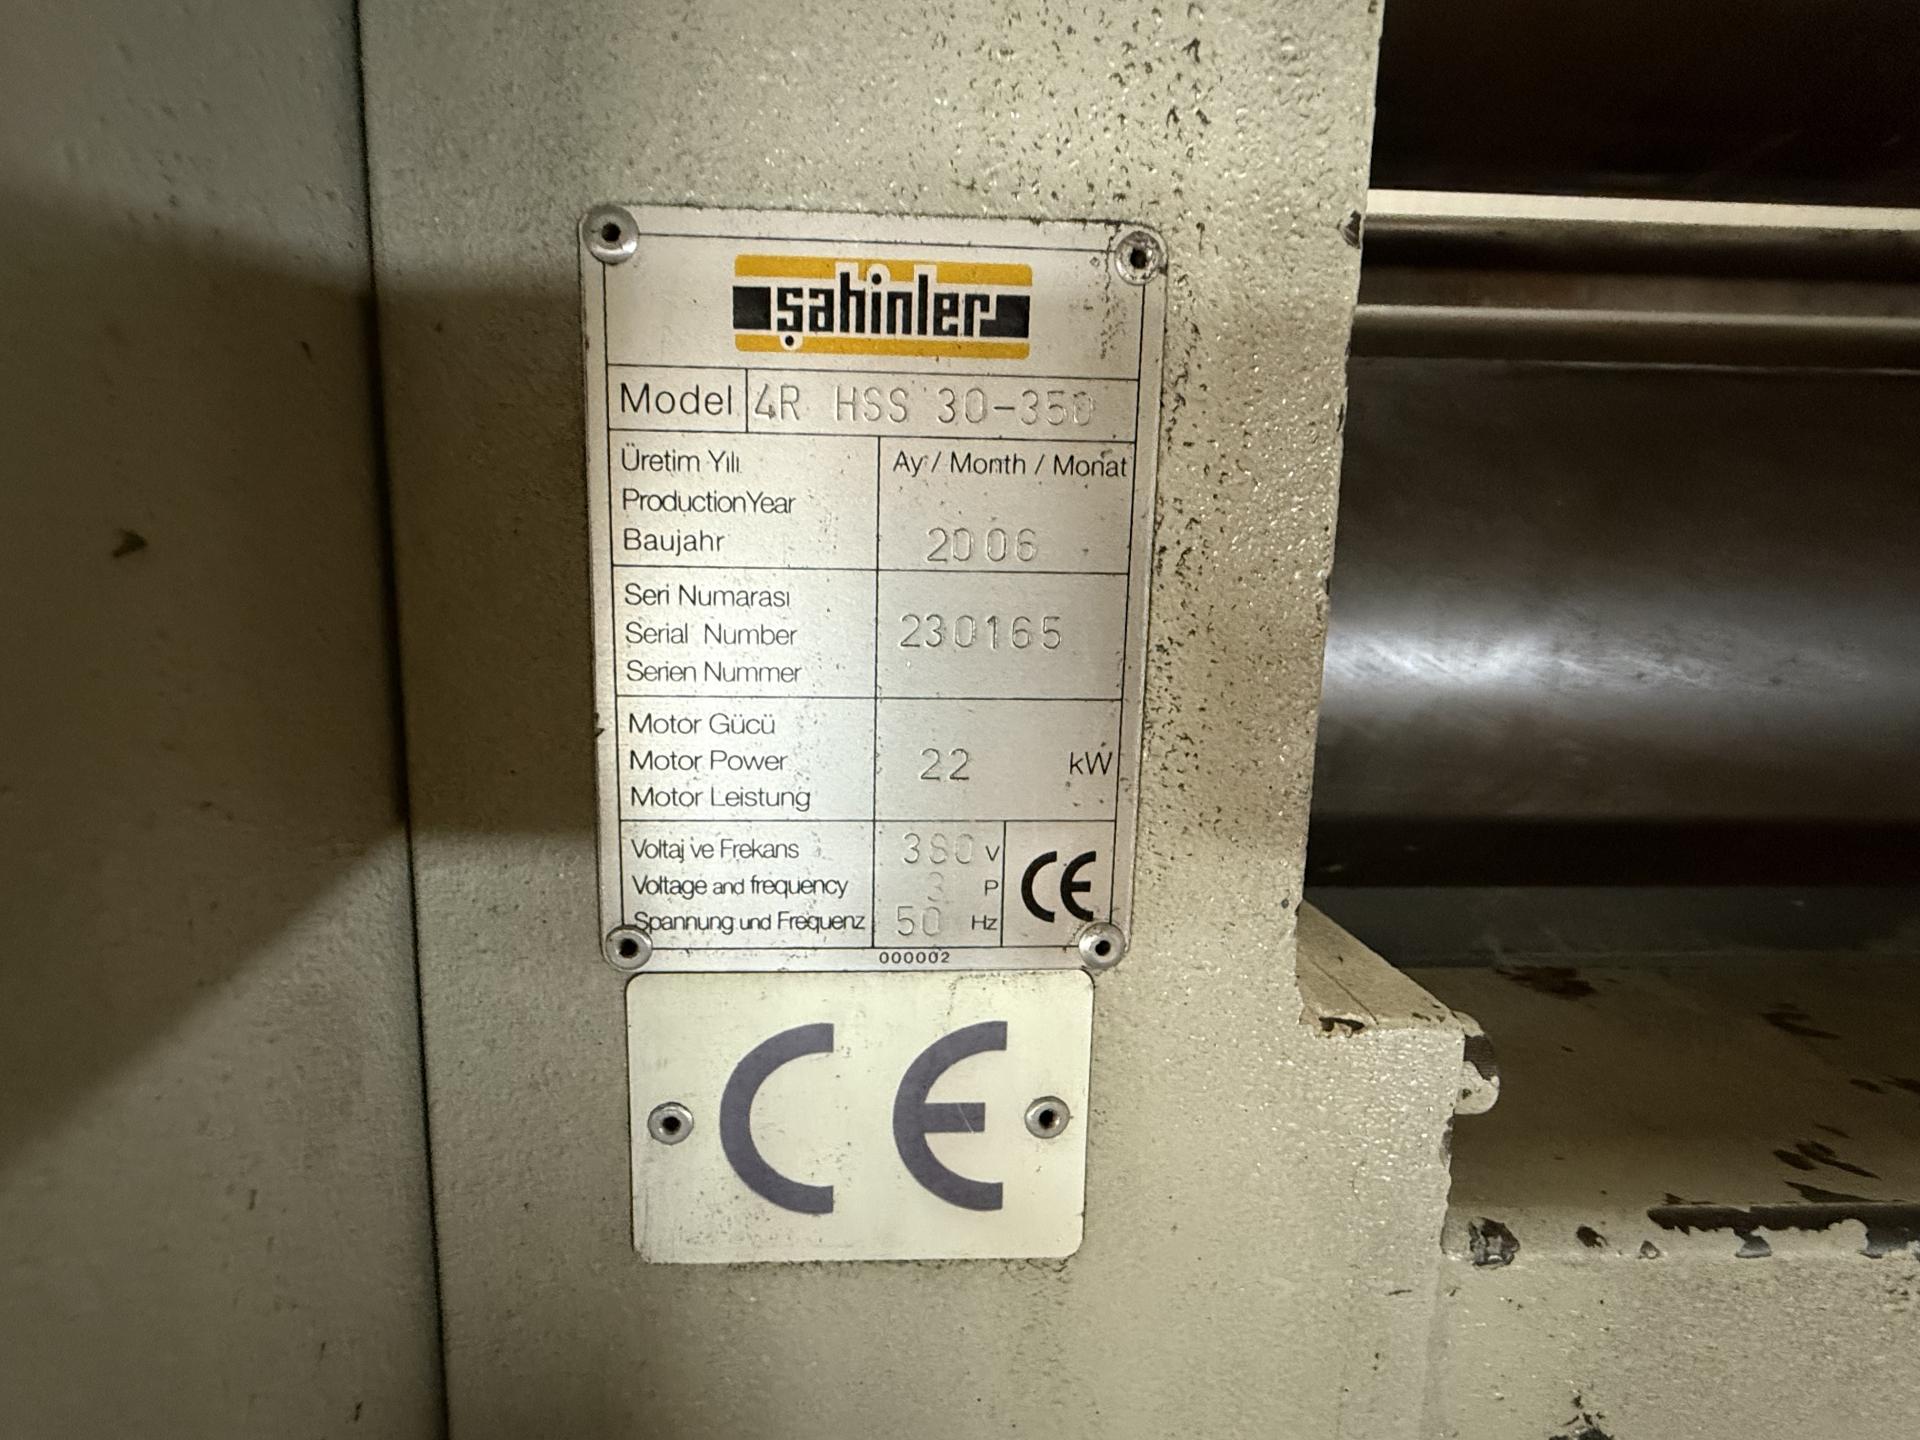 şahinler
Model 4R HSS 30-350
Üretim Yılı Ay / Month / Monat
Production Year
Baujahr 2006
Seri Numarası
Serial Number 230165
Serien Nummer
Motor Gücü
Motor Power 22 kW
Motor Leistung
Voltaj ve Frekans 380 V
Voltage and frequency 3 P
Spannung und Frequenz 50 Hz
CE
000002
CE